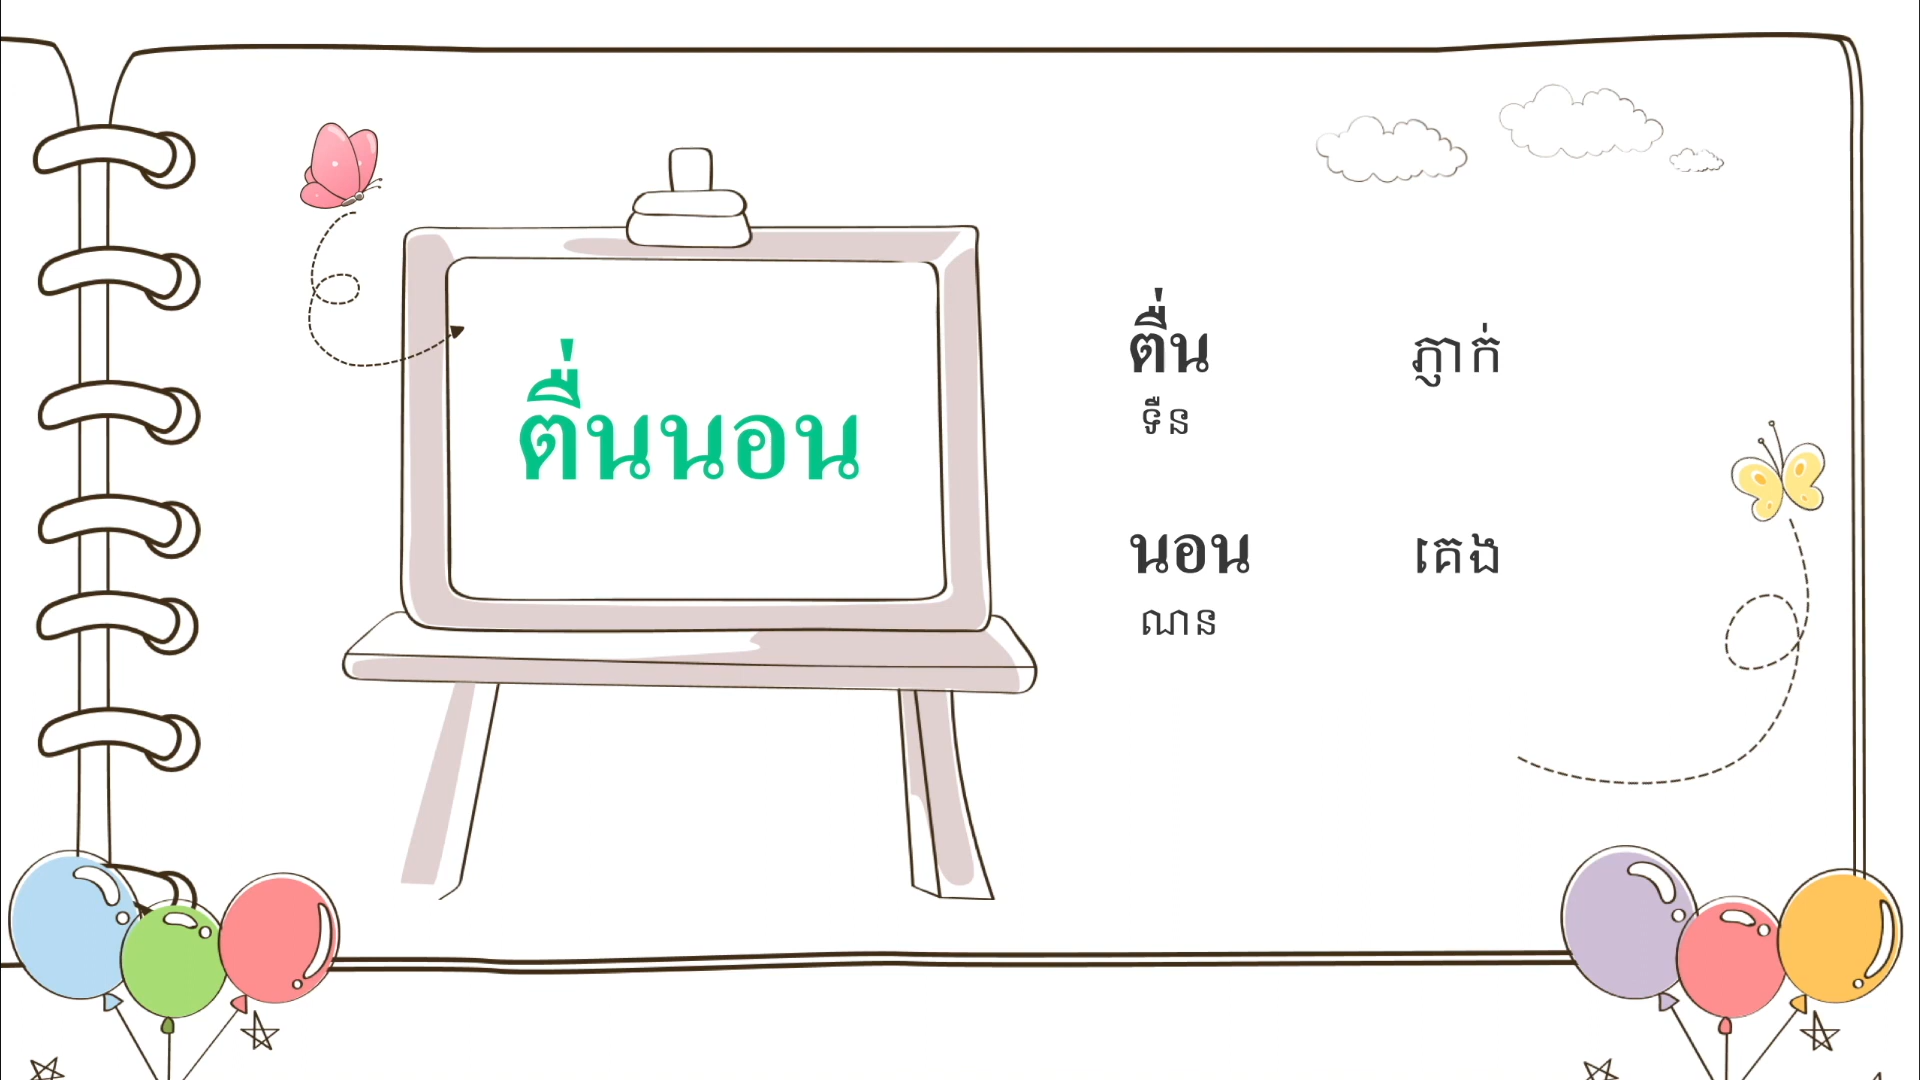 ตื่นนอน
ตื่น ភ្ញាក់
ទឺន
นอน គេង
ណន